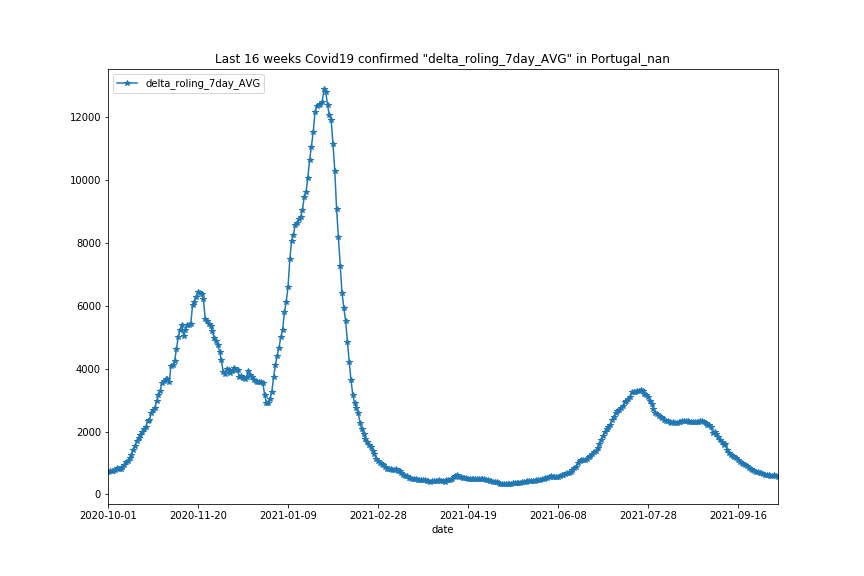 Last 16 weeks Covid19 confirmed "delta_roling_7day_AVG" in Portugal_nan
delta_roling_7day_AVG
12000
10000
8000
6000
4000
2000
0
2020-10-01 2020-11-20 2021-01-09 2021-02-28 2021-04-19 2021-06-08 2021-07-28 2021-09-16
date